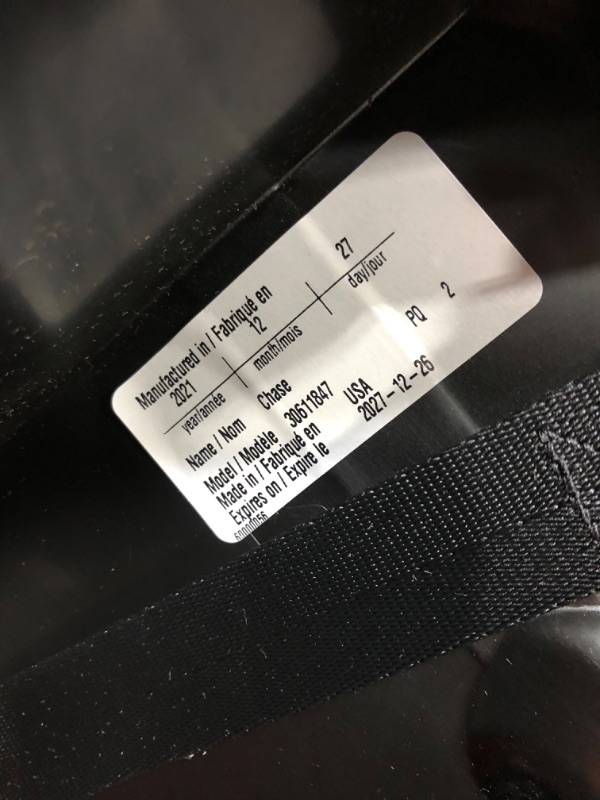 Manufactured in / Fabriqué en
2021 12 27
year/année month/mois day/jour
Name / Nom Chase
Model / Modèle 30611847 PQ 2
Made in / Fabriqué en USA
Expires on / Expire le 2027-12-26